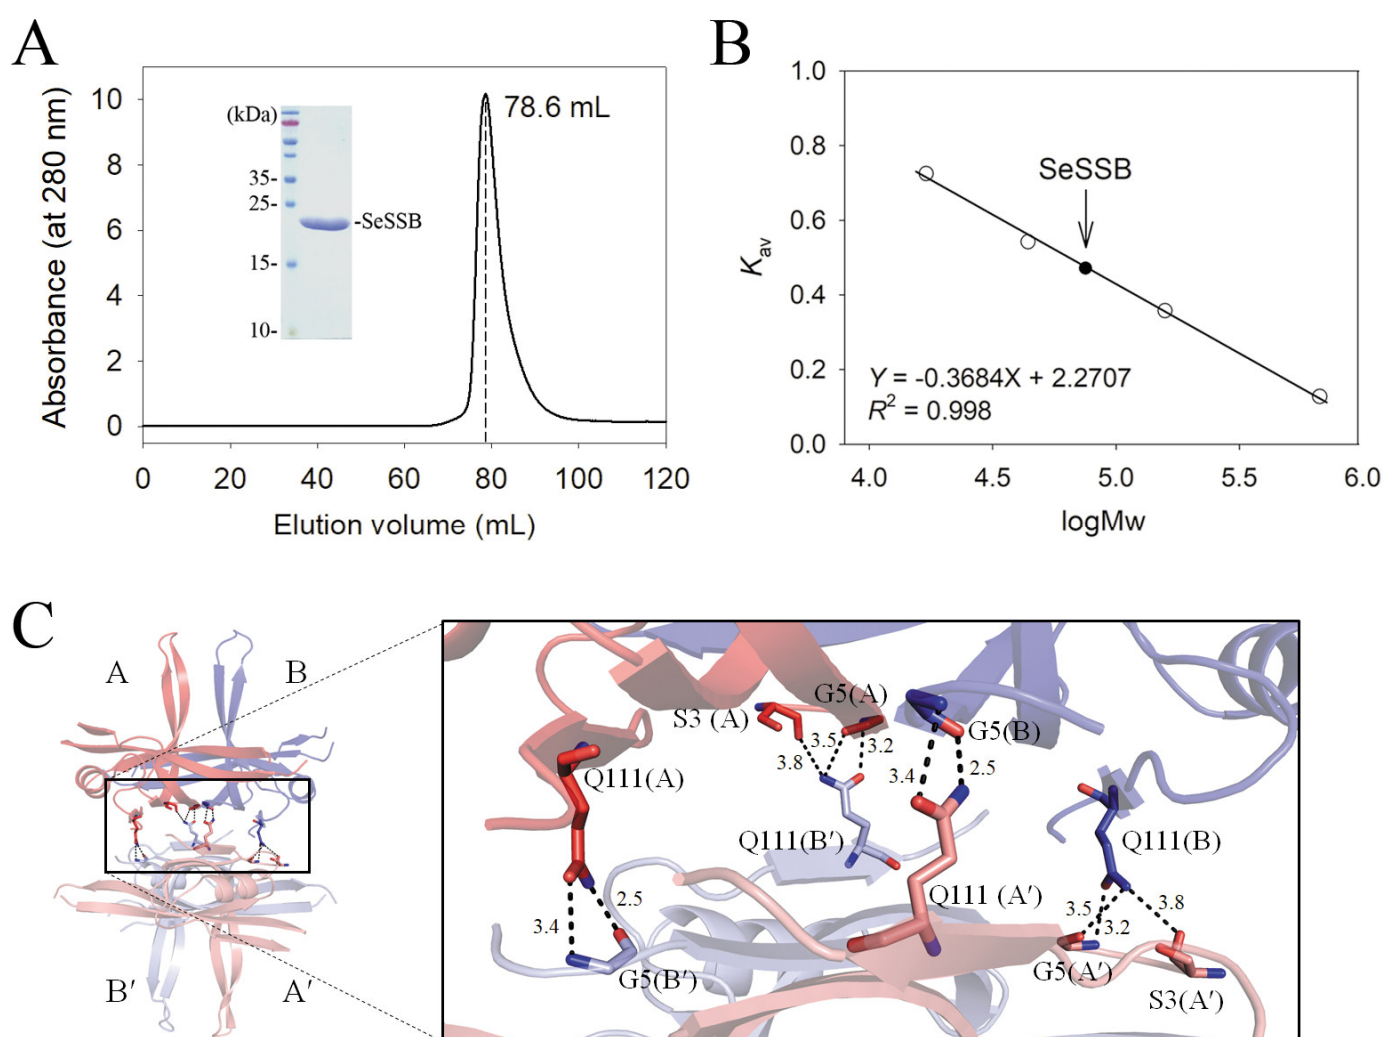 A
Absorbance (at 280 nm)
10
8
6
4
2
0
0 20 40 60 80 100 120
Elution volume (mL)
78.6 mL
(kDa)
35-
25-
15-
10-
-SeSSB
B
Kav
1.0
0.8
0.6
0.4
0.2
0.0
4.0 4.5 5.0 5.5 6.0
logMw
SeSSB
Y = -0.3684X + 2.2707
R² = 0.998
C
A B
B′ A′
S3 (A) G5(A) G5(B)
3.8 3.5 3.2 3.4 2.5
Q111(A) Q111(B′) Q111(B)
Q111 (A′)
3.4 2.5 3.5 3.2 3.8
G5(B′) G5(A′) S3(A′)